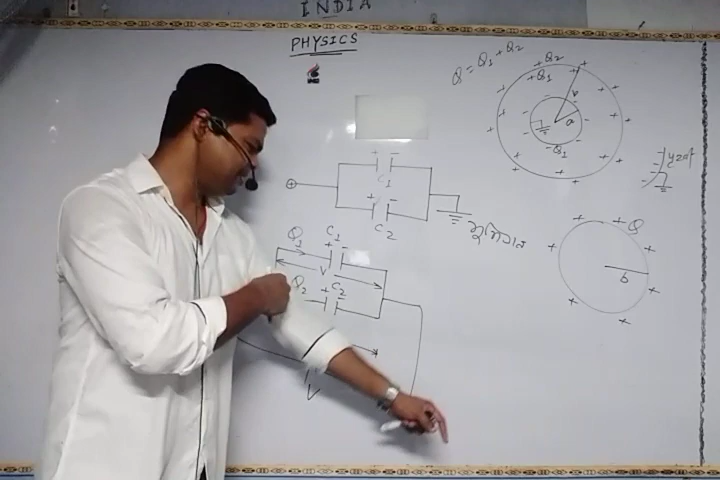 INDIA
PHYSICS
Q = Q1 + Q2
+Q2
+Q1
b
a
-Q1
+ -
C1
+ -
C2
Q1 C1
+ -
V
Q2 C2
+ -
V
+ Q
b